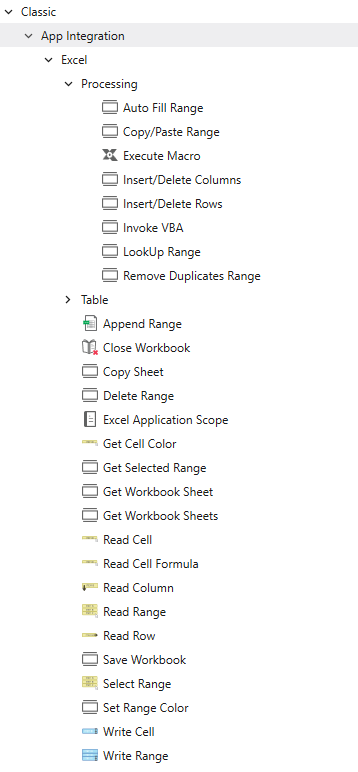 Classic
App Integration
Excel
Processing
Auto Fill Range
Copy/Paste Range
Execute Macro
Insert/Delete Columns
Insert/Delete Rows
Invoke VBA
LookUp Range
Remove Duplicates Range
Table
Append Range
Close Workbook
Copy Sheet
Delete Range
Excel Application Scope
Get Cell Color
Get Selected Range
Get Workbook Sheet
Get Workbook Sheets
Read Cell
Read Cell Formula
Read Column
Read Range
Read Row
Save Workbook
Select Range
Set Range Color
Write Cell
Write Range